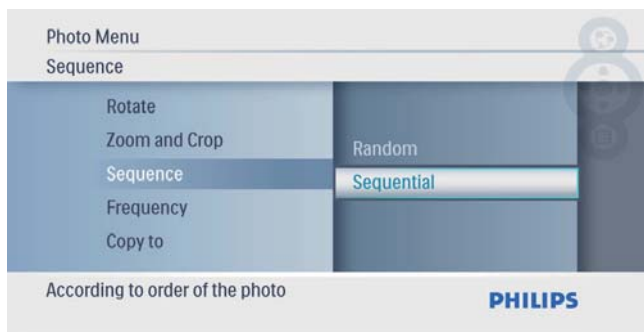 Photo Menu
Sequence
Rotate
Zoom and Crop
Sequence
Frequency
Copy to
Random
Sequential
According to order of the photo
PHILIPS